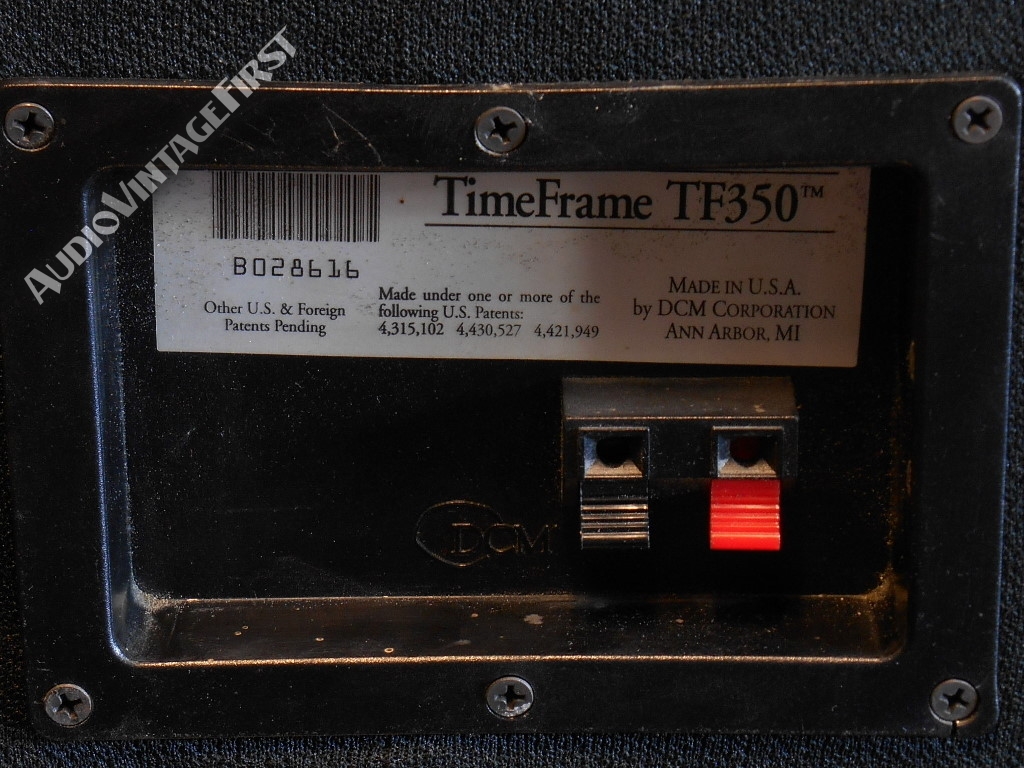 AudioVintageFirst
TimeFrame TF350™
B028616
Other U.S. & Foreign
Patents Pending
Made under one or more of the
following U.S. Patents:
4,315,102 4,430,527 4,421,949
Made in U.S.A.
by DCM Corporation
Ann Arbor, MI
DCM